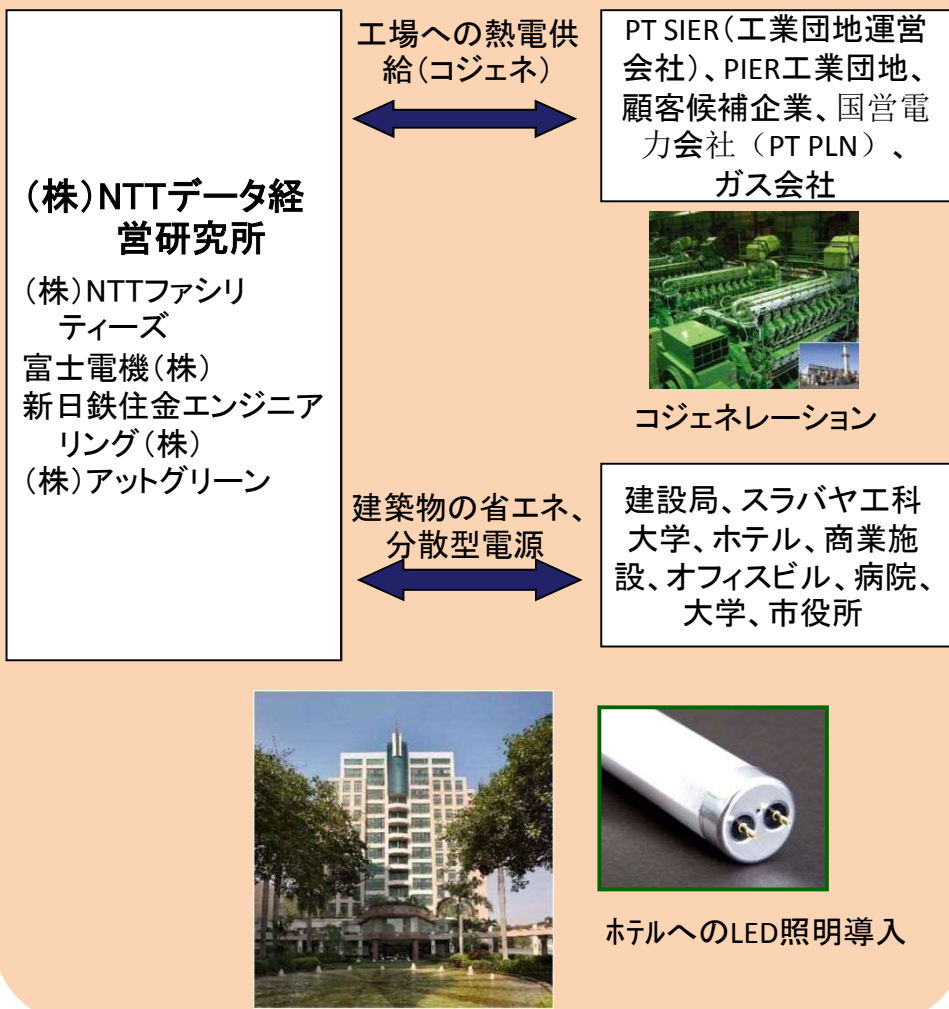 (株)NTTデータ経
営研究所
(株)NTTファシリ
ティーズ
富士電機(株)
新日鉄住金エンジニア
リング(株)
(株)アットグリーン
工場への熱電供
給(コジェネ)
PT SIER(工業団地運営
会社)、PIER工業団地、
顧客候補企業、国営電
力会社（PT PLN）、
ガス会社
コジェネレーション
建築物の省エネ、
分散型電源
建設局、スラバヤ工科
大学、ホテル、商業施
設、オフィスビル、病院、
大学、市役所
ホテルへのLED照明導入